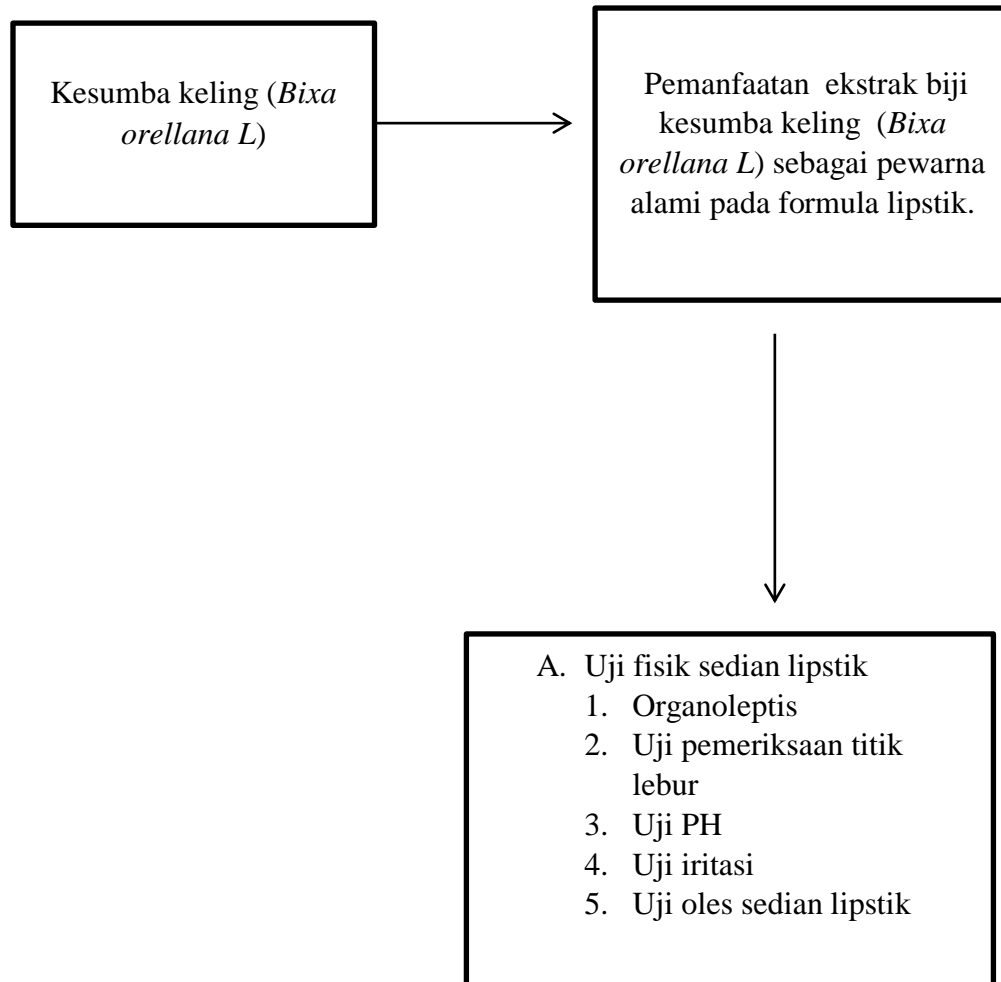 Kesumba keling (Bixa
orellana L)
Pemanfaatan ekstrak biji
kesumba keling (Bixa
orellana L) sebagai pewarna
alami pada formula lipstik.
A. Uji fisik sedian lipstik
1. Organoleptis
2. Uji pemeriksaan titik
lebur
3. Uji PH
4. Uji iritasi
5. Uji oles sedian lipstik